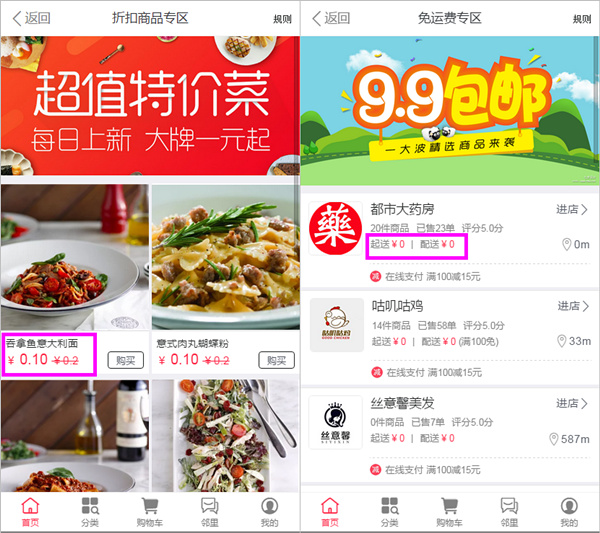 返回
折扣商品专区
规则
超值特价菜
每日上新 大牌一元起
吞拿鱼意大利面
¥ 0.10 ¥0.2
购买
意式肉丸蝴蝶粉
¥ 0.10 ¥0.2
购买
首页
分类
购物车
邻里
我的
返回
免运费专区
规则
9.9包邮
一大波精选商品来袭
藥
都市大药房
进店
20件商品 已售23单 评分5.0分
起送¥0 | 配送¥0
0m
减 在线支付 满100减15元
咕叽咕鸡
咕叽咕鸡
进店
14件商品 已售58单 评分5.0分
起送¥0 | 配送¥0 (满100免)
33m
减 在线支付 满100减15元
丝意馨
丝意馨美发
进店
0件商品 已售7单 评分5.0分
起送¥0 | 配送¥0
587m
减 在线支付 满100减15元
首页
分类
购物车
邻里
我的